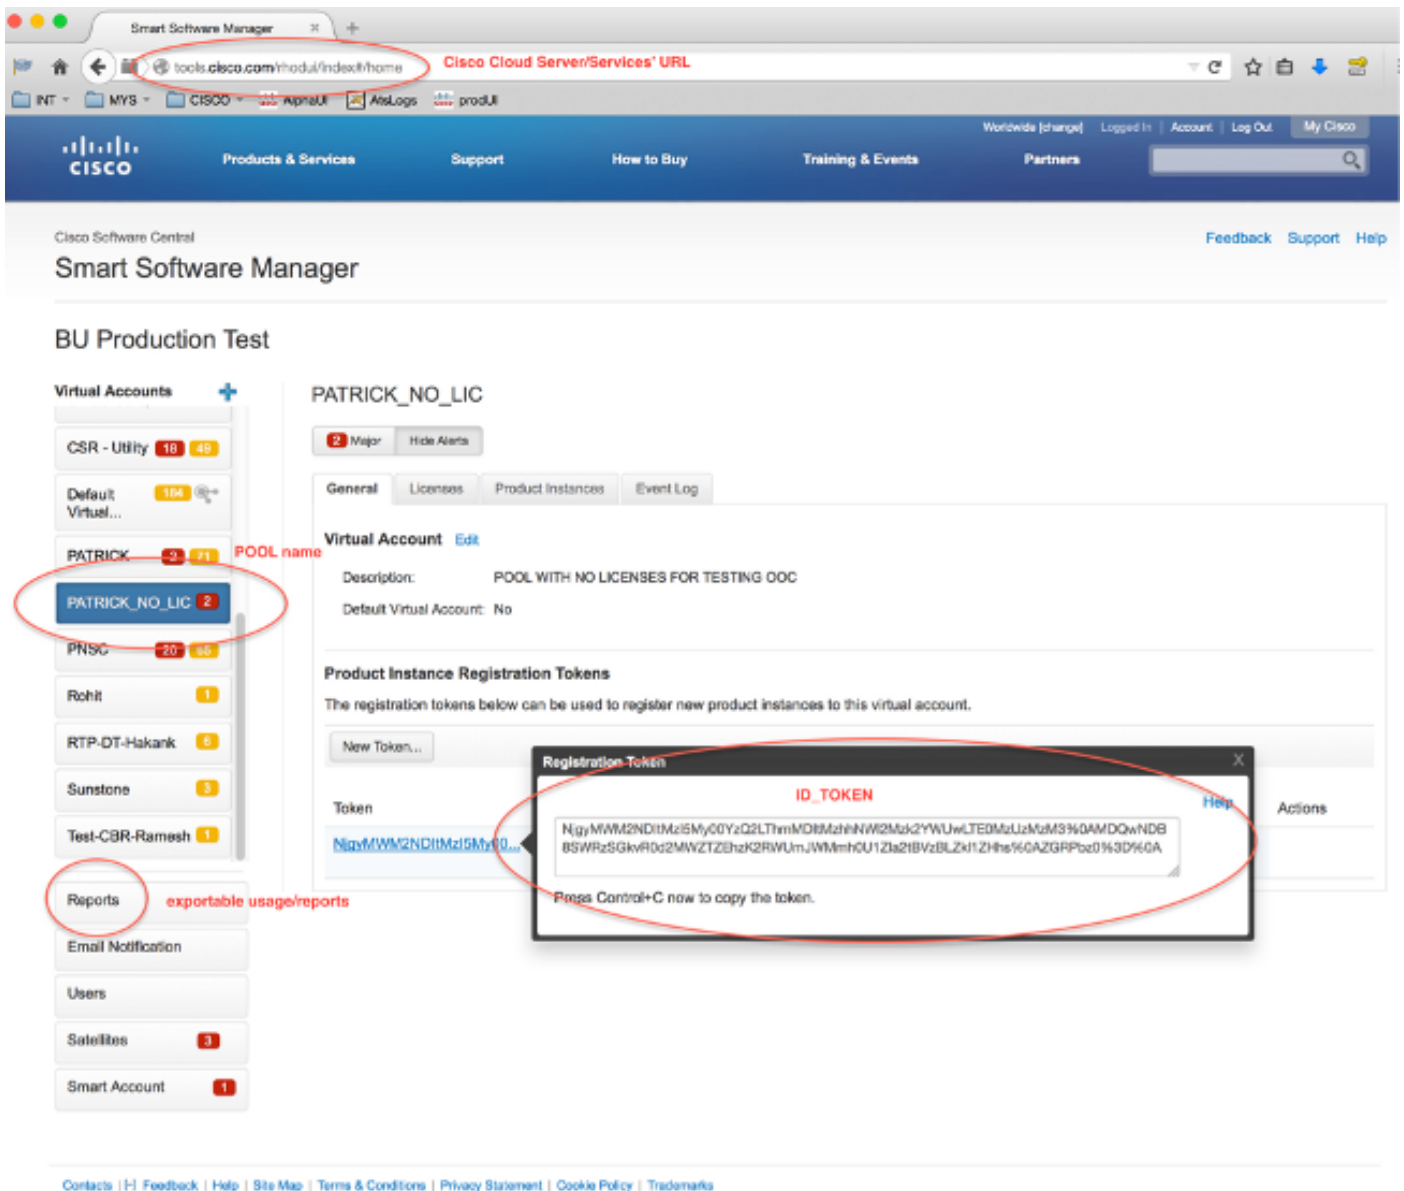 Smart Software Manager
tools.cisco.com/rhodui/index#/home
Cisco Cloud Server/Services' URL
INT
MYS
CISCO
AlphaUI
AtsLogs
prodUI
Worldwide [change]
Logged In | Account | Log Out
My Cisco
CISCO
Products & Services
Support
How to Buy
Training & Events
Partners
Cisco Software Central
Feedback Support Help
Smart Software Manager
BU Production Test
Virtual Accounts
PATRICK_NO_LIC
CSR - Utility 18 49
2 Major
Hide Alerts
Default Virtual... 184
General
Licenses
Product Instances
Event Log
Virtual Account Edit
PATRICK 2 71
POOL name
Description: POOL WITH NO LICENSES FOR TESTING OOC
PATRICK_NO_LIC 2
Default Virtual Account: No
PNSC 20
Product Instance Registration Tokens
Rohit 1
The registration tokens below can be used to register new product instances to this virtual account.
RTP-DT-Hakank 6
New Token...
Registration Token
X
Sunstone 3
ID_TOKEN
Help
Token
Actions
Test-CBR-Ramesh 1
Press Control+C now to copy the token.
Reports
exportable usage/reports
Email Notification
Users
Satellites 3
Smart Account 1
Contacts | [+] Feedback | Help | Site Map | Terms & Conditions | Privacy Statement | Cookie Policy | Trademarks